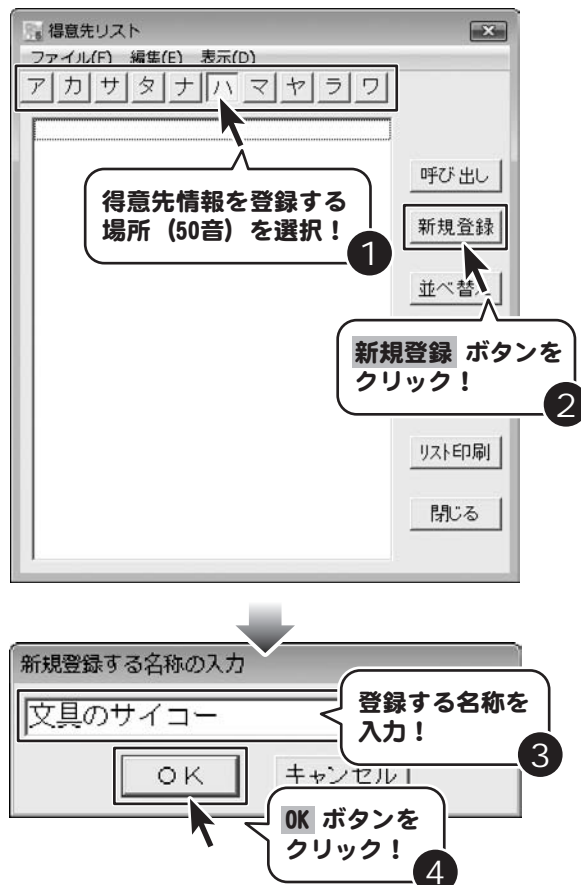 得意先リスト
ファイル(F) 編集(E) 表示(D)
ア カ サ タ ナ ハ マ ヤ ラ ワ
呼び出し
得意先情報を登録する
場所（50音）を選択！
1
新規登録
並べ替え
新規登録 ボタンを
クリック！
2
リスト印刷
閉じる
新規登録する名称の入力
文具のサイコー
登録する名称を
入力！
3
OK
キャンセル
OK ボタンを
クリック！
4